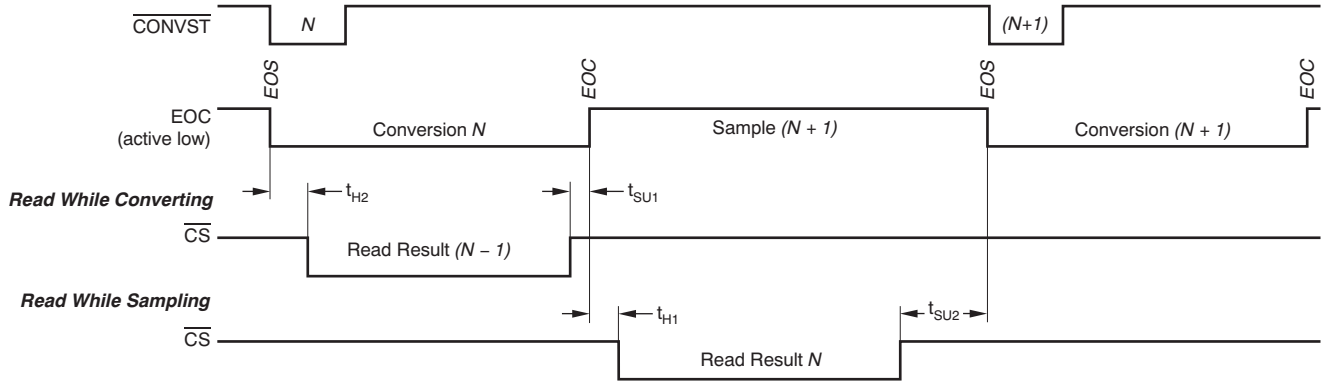 CONVST
N
(N+1)
EOS
EOC
EOS
EOC
EOC
(active low)
Conversion N
Sample (N + 1)
Conversion (N + 1)
Read While Converting
tH2
tSU1
CS
Read Result (N − 1)
Read While Sampling
tH1
tSU2
CS
Read Result N